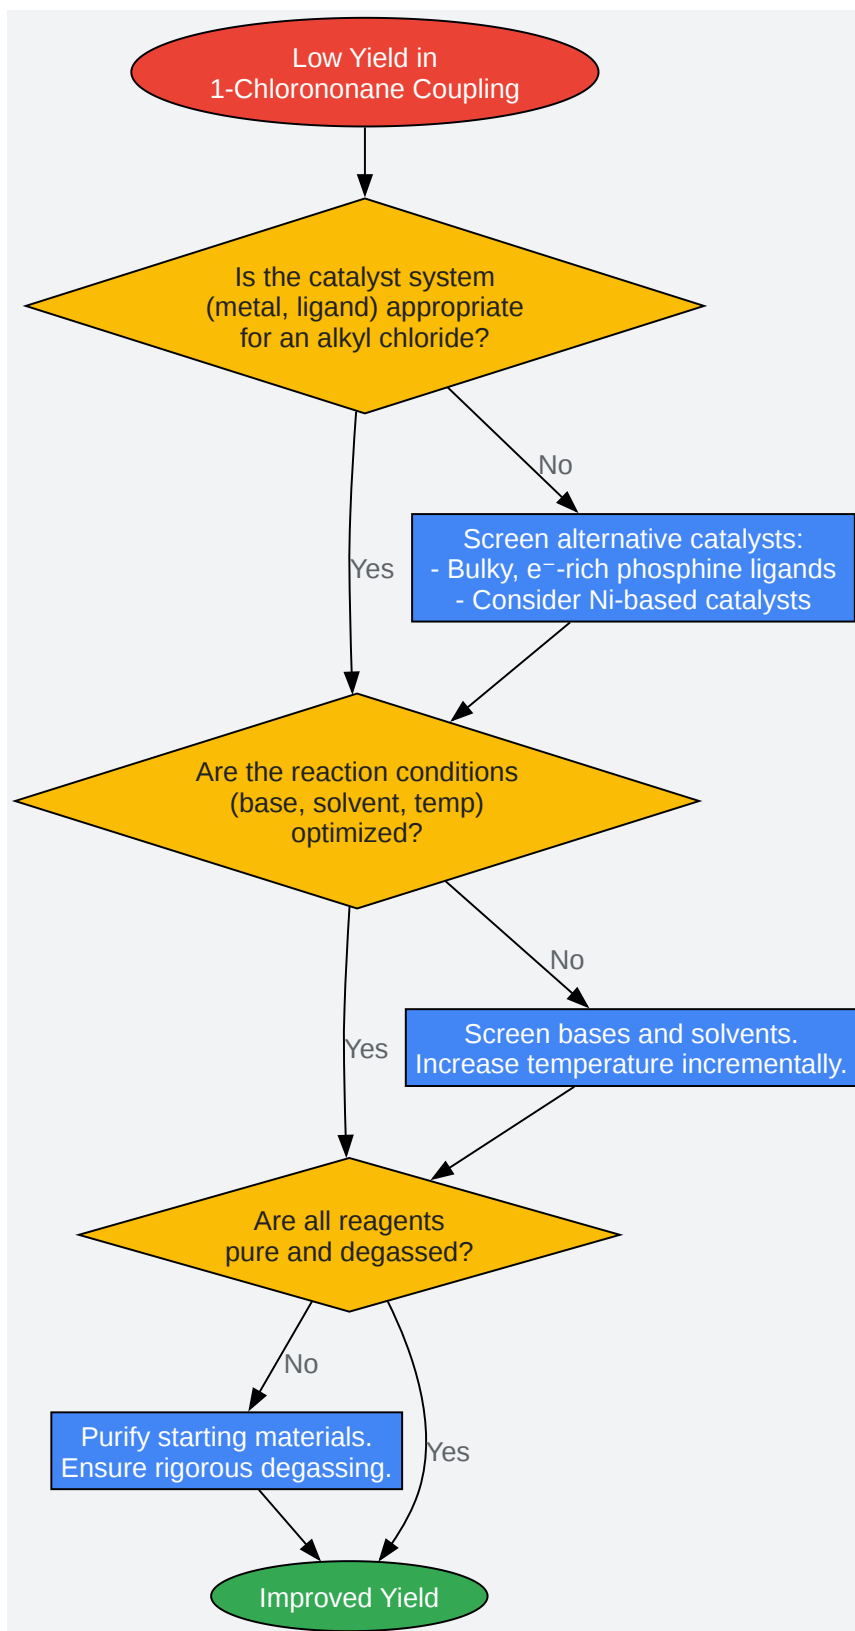 Low Yield in
1-Chlorononane Coupling
Is the catalyst system
(metal, ligand) appropriate
for an alkyl chloride?
No
Yes
Screen alternative catalysts:
- Bulky, e⁻-rich phosphine ligands
- Consider Ni-based catalysts
Are the reaction conditions
(base, solvent, temp)
optimized?
No
Yes
Screen bases and solvents.
Increase temperature incrementally.
Are all reagents
pure and degassed?
No
Yes
Purify starting materials.
Ensure rigorous degassing.
Improved Yield